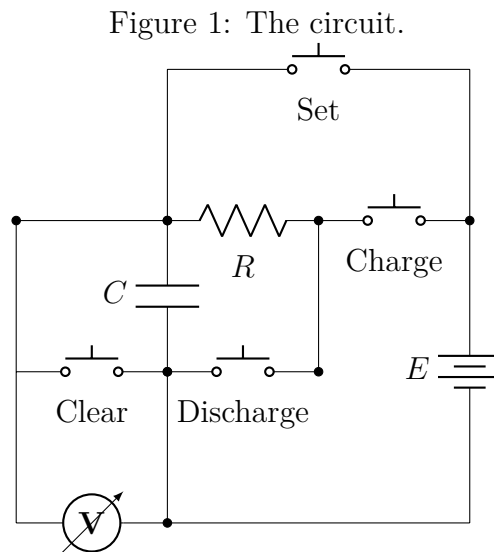 Figure 1: The circuit.
Set
R
Charge
C
E
Clear
Discharge
V